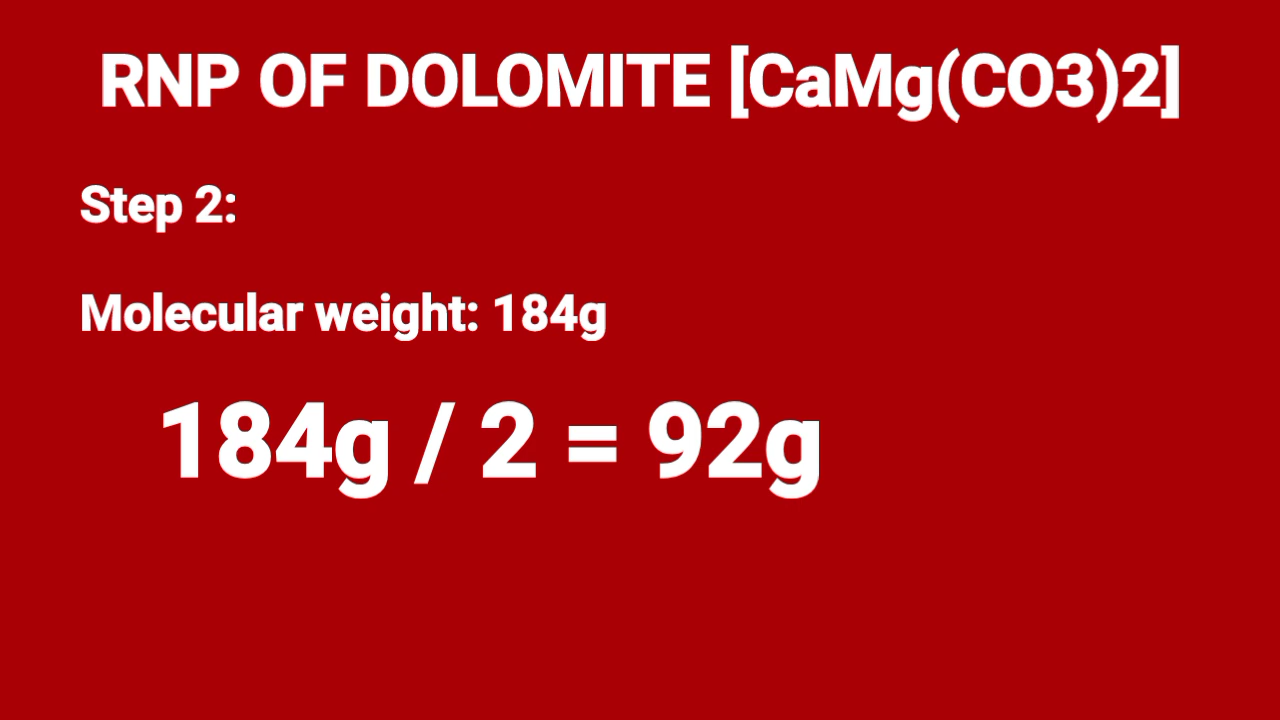 RNP OF DOLOMITE [CaMg(CO3)2]
Step 2:
Molecular weight: 184g
184g / 2 = 92g